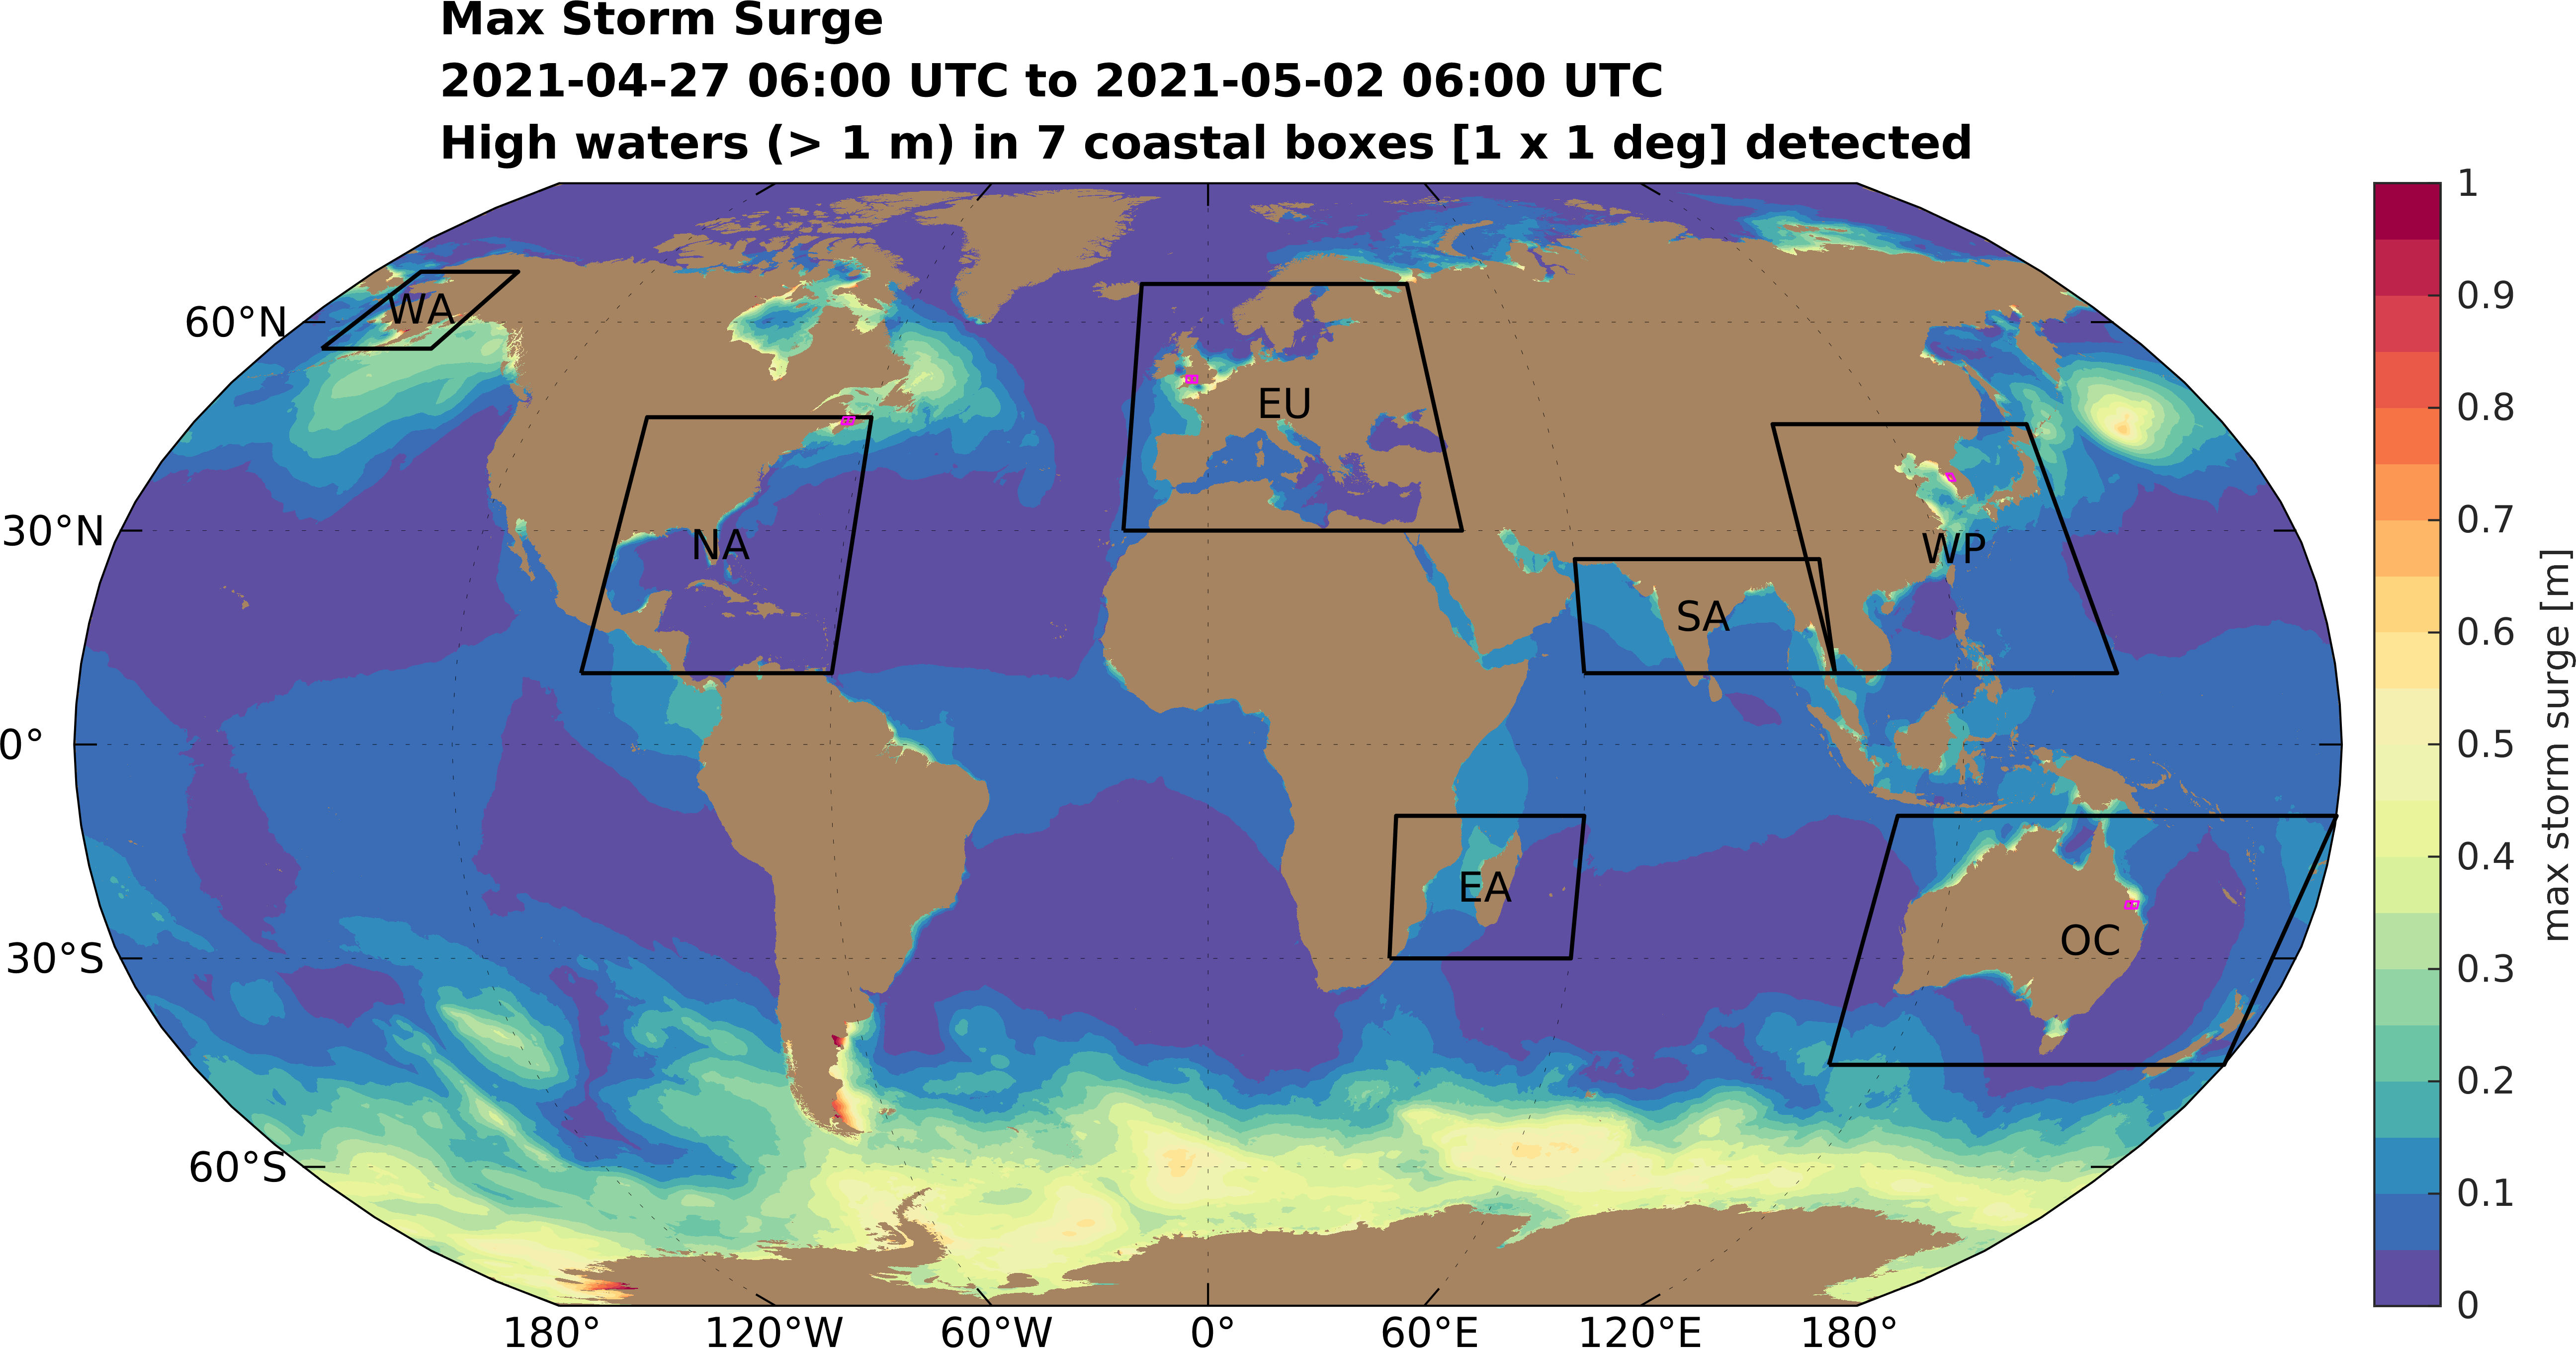 Max Storm Surge
2021-04-27 06:00 UTC to 2021-05-02 06:00 UTC
High waters (> 1 m) in 7 coastal boxes [1 x 1 deg] detected
60°N
30°N
0°
30°S
60°S
WA
EU
NA
WP
SA
EA
OC
180°
120°W
60°W
0°
60°E
120°E
180°
1
0.9
0.8
0.7
0.6
0.5
0.4
0.3
0.2
0.1
0
max storm surge [m]